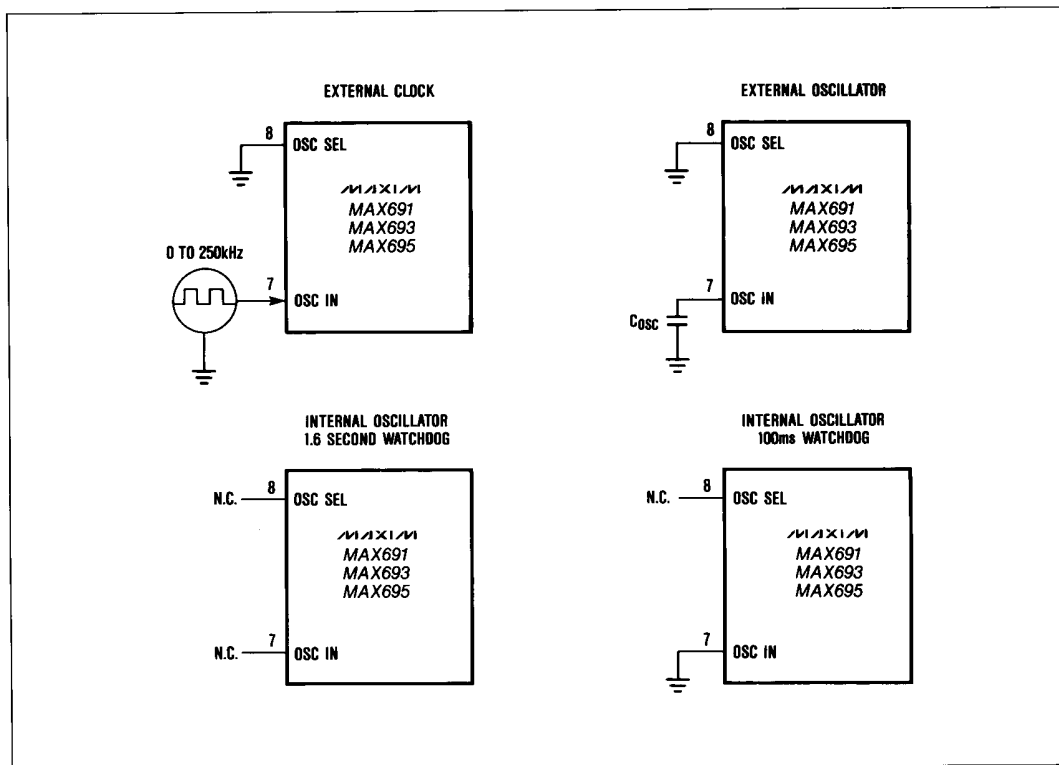 EXTERNAL CLOCK
8
OSC SEL
MAXIM
MAX691
MAX693
MAX695
0 TO 250kHz
7
OSC IN
EXTERNAL OSCILLATOR
8
OSC SEL
MAXIM
MAX691
MAX693
MAX695
7
OSC IN
COSC
INTERNAL OSCILLATOR
1.6 SECOND WATCHDOG
N.C.
8
OSC SEL
MAXIM
MAX691
MAX693
MAX695
N.C.
7
OSC IN
INTERNAL OSCILLATOR
100ms WATCHDOG
N.C.
8
OSC SEL
MAXIM
MAX691
MAX693
MAX695
7
OSC IN